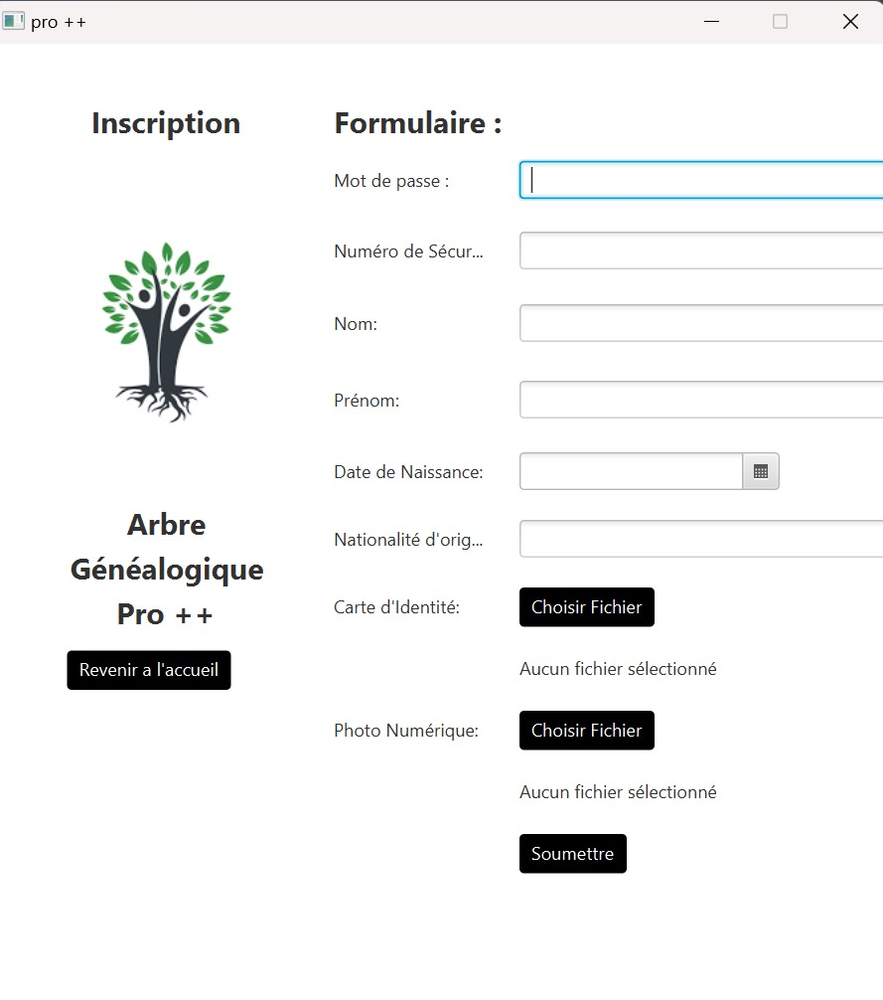 pro ++
Inscription
Formulaire :
Mot de passe :
Numéro de Sécur...
Nom:
Prénom:
Date de Naissance:
Nationalité d'orig...
Carte d'Identité:
Choisir Fichier
Aucun fichier sélectionné
Photo Numérique:
Choisir Fichier
Aucun fichier sélectionné
Soumettre
Arbre
Généalogique
Pro ++
Revenir a l'accueil